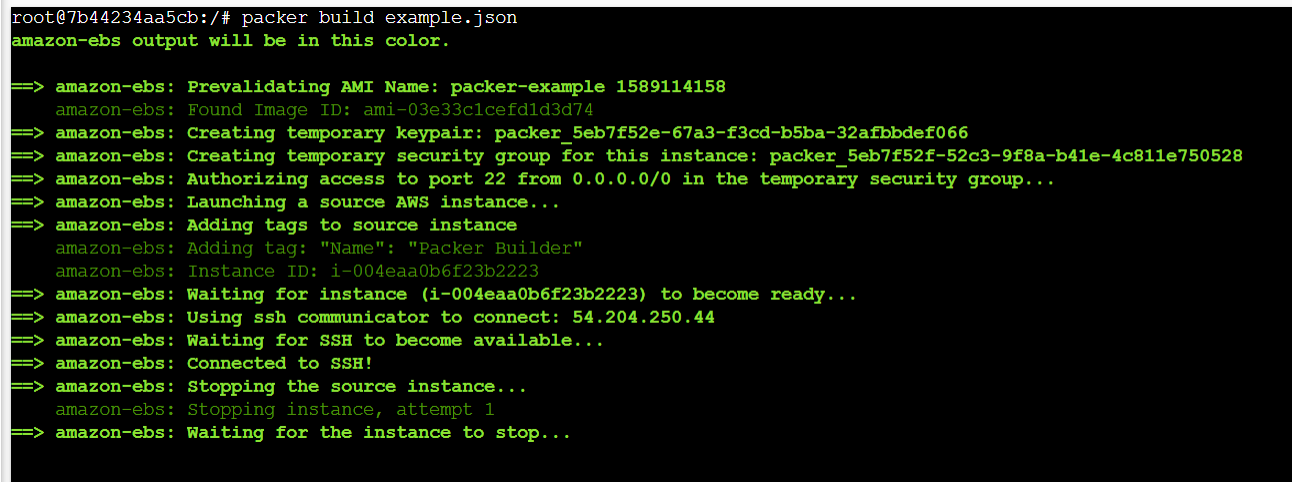 root@7b44234aa5cb:/# packer build example.json
amazon-ebs output will be in this color.
==> amazon-ebs: Prevalidating AMI Name: packer-example 1589114158
amazon-ebs: Found Image ID: ami-03e33c1cefd1d3d74
==> amazon-ebs: Creating temporary keypair: packer_5eb7f52e-67a3-f3cd-b5ba-32afbbdef066
==> amazon-ebs: Creating temporary security group for this instance: packer_5eb7f52f-52c3-9f8a-b41e-4c811e750528
==> amazon-ebs: Authorizing access to port 22 from 0.0.0.0/0 in the temporary security group...
==> amazon-ebs: Launching a source AWS instance...
==> amazon-ebs: Adding tags to source instance
amazon-ebs: Adding tag: "Name": "Packer Builder"
amazon-ebs: Instance ID: i-004eaa0b6f23b2223
==> amazon-ebs: Waiting for instance (i-004eaa0b6f23b2223) to become ready...
==> amazon-ebs: Using ssh communicator to connect: 54.204.250.44
==> amazon-ebs: Waiting for SSH to become available...
==> amazon-ebs: Connected to SSH!
==> amazon-ebs: Stopping the source instance...
amazon-ebs: Stopping instance, attempt 1
==> amazon-ebs: Waiting for the instance to stop...